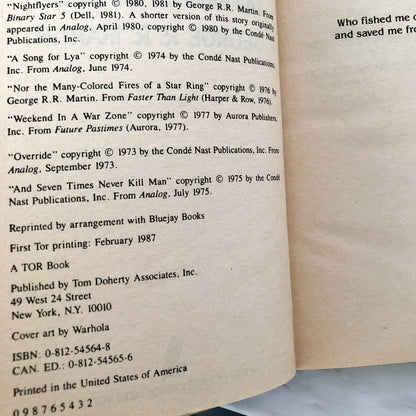 "Nightflyers" copyright © 1980, 1981 by George R.R. Martin. From
Binary Star 5 (Dell, 1981). A shorter version of this story originally
appeared in Analog, April 1980, copyright © 1980 by the Condé Nast
Publications, Inc.
"A Song for Lya" copyright © 1974 by the Condé Nast Publications,
Inc. From Analog, June 1974.
"Nor the Many-Colored Fires of a Star Ring" copyright © 1976 by
George R.R. Martin. From Faster Than Light (Harper & Row, 1976).
"Weekend In A War Zone" copyright © 1977 by Aurora Publishers,
Inc. From Future Pastimes (Aurora, 1977).
"Override" copyright © 1973 by the Condé Nast Publications, Inc. From
Analog, September 1973.
"And Seven Times Never Kill Man" copyright © 1975 by the Condé
Nast Publications, Inc. From Analog, July 1975.
Reprinted by arrangement with Bluejay Books
First Tor printing: February 1987
A TOR Book
Published by Tom Doherty Associates, Inc.
49 West 24 Street
New York, N.Y. 10010
Cover art by Warhola
ISBN: 0-812-54564-8
CAN. ED.: 0-812-54565-6
Printed in the United States of America
0 9 8 7 6 5 4 3 2
Who fished me
and saved me